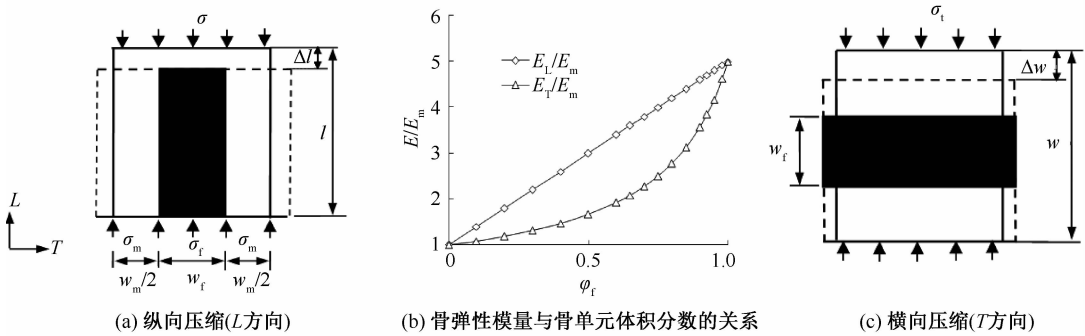 σ
Δl
l
L
T
σm
σf
σm
wm/2
wf
wm/2
(a) 纵向压缩(L方向)
6
5
4
3
2
1
E/Em
EL/Em
ET/Em
0
0.5
1.0
φf
(b) 骨弹性模量与骨单元体积分数的关系
σt
Δw
wf
w
(c) 横向压缩(T方向)